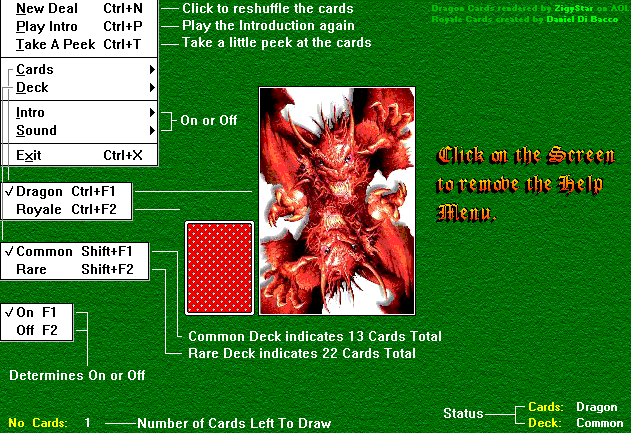 New Deal Ctrl+N Click to reshuffle the cards
Play Intro Ctrl+P Play the Introduction again
Take A Peek Ctrl+T Take a little peek at the cards
Dragon Cards rendered by ZigyStar on AOL
Royale Cards created by Daniel Di Bacco
Cards
Deck
Intro
Sound
On or Off
Exit Ctrl+X
Click on the Screen
to remove the Help
Menu.
✓ Dragon Ctrl+F1
Royale Ctrl+F2
✓ Common Shift+F1
Rare Shift+F2
✓ On F1
Off F2
Common Deck indicates 13 Cards Total
Rare Deck indicates 22 Cards Total
Determines On or Off
No Cards: 1 Number of Cards Left To Draw
Status
Cards: Dragon
Deck: Common